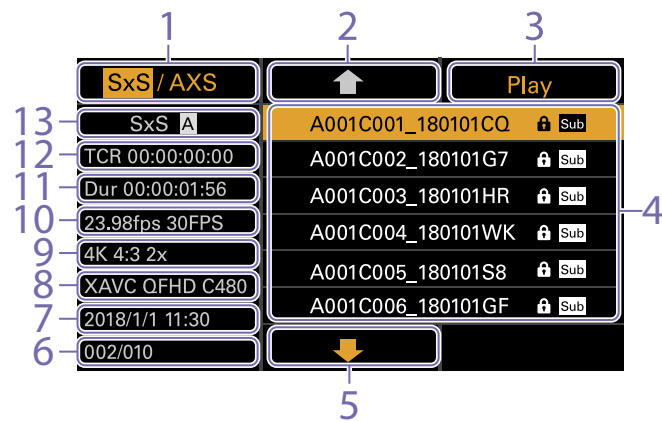 1 2 3
SxS / AXS
Play
13 SxS A
12 TCR 00:00:00:00
11 Dur 00:00:01:56
10 23.98fps 30FPS
9 4K 4:3 2x
8 XAVC QFHD C480
7 2018/1/1 11:30
6 002/010
A001C001_180101CQ Sub
A001C002_180101G7 Sub
A001C003_180101HR Sub
A001C004_180101WK Sub
A001C005_180101S8 Sub
A001C006_180101GF Sub
4
5